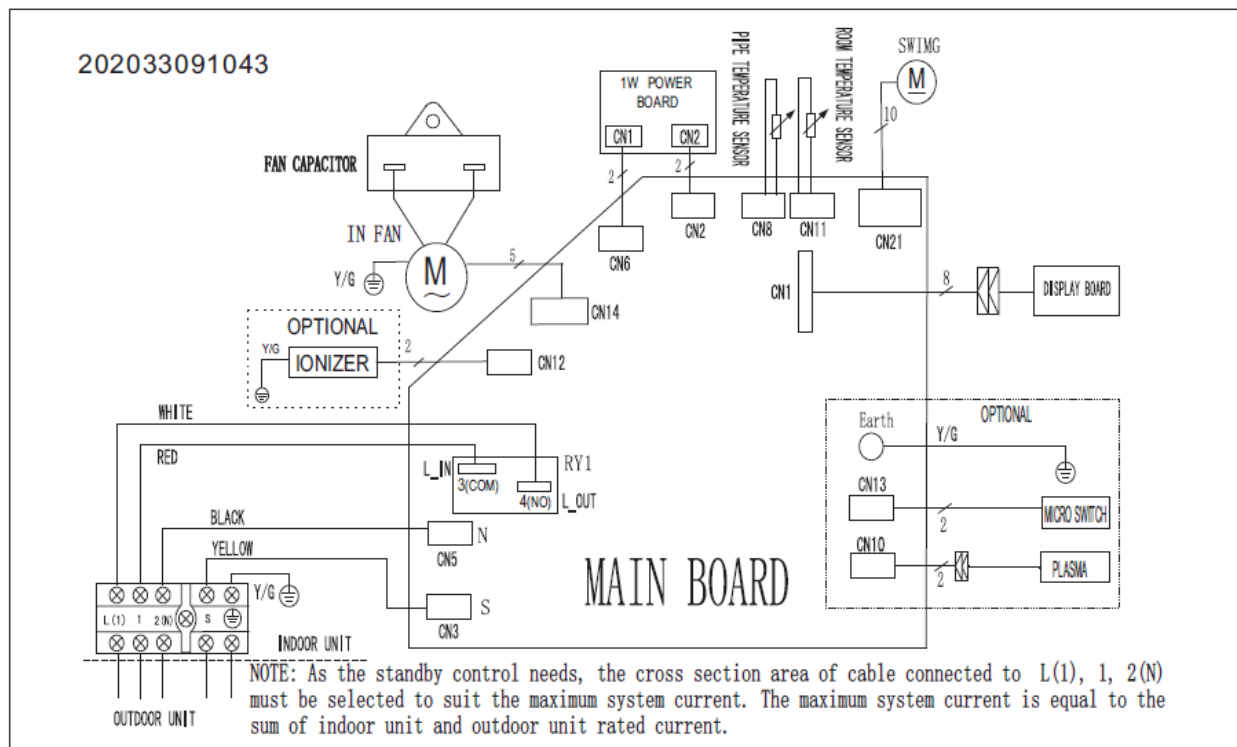 202033091043
FAN CAPACITOR
IN FAN
M
Y/G
5
CN14
1W POWER
BOARD
CN1
CN2
2
2
CN6
CN2
PIPE TEMPERATURE SENSOR
ROOM TEMPERATURE SENSOR
CN8
CN11
SWIMG
M
10
CN21
CN1
8
DISPLAY BOARD
OPTIONAL
Y/G
IONIZER
2
CN12
WHITE
RED
L_IN
3(COM)
RY1
4(NO)
L_OUT
BLACK
CN5
N
YELLOW
CN3
S
Y/G
L(1) 1 2(N) S
INDOOR UNIT
OUTDOOR UNIT
MAIN BOARD
OPTIONAL
Earth
Y/G
CN13
2
MICRO SWITCH
CN10
2
PLASMA
NOTE: As the standby control needs, the cross section area of cable connected to L(1), 1, 2(N)
must be selected to suit the maximum system current. The maximum system current is equal to the
sum of indoor unit and outdoor unit rated current.